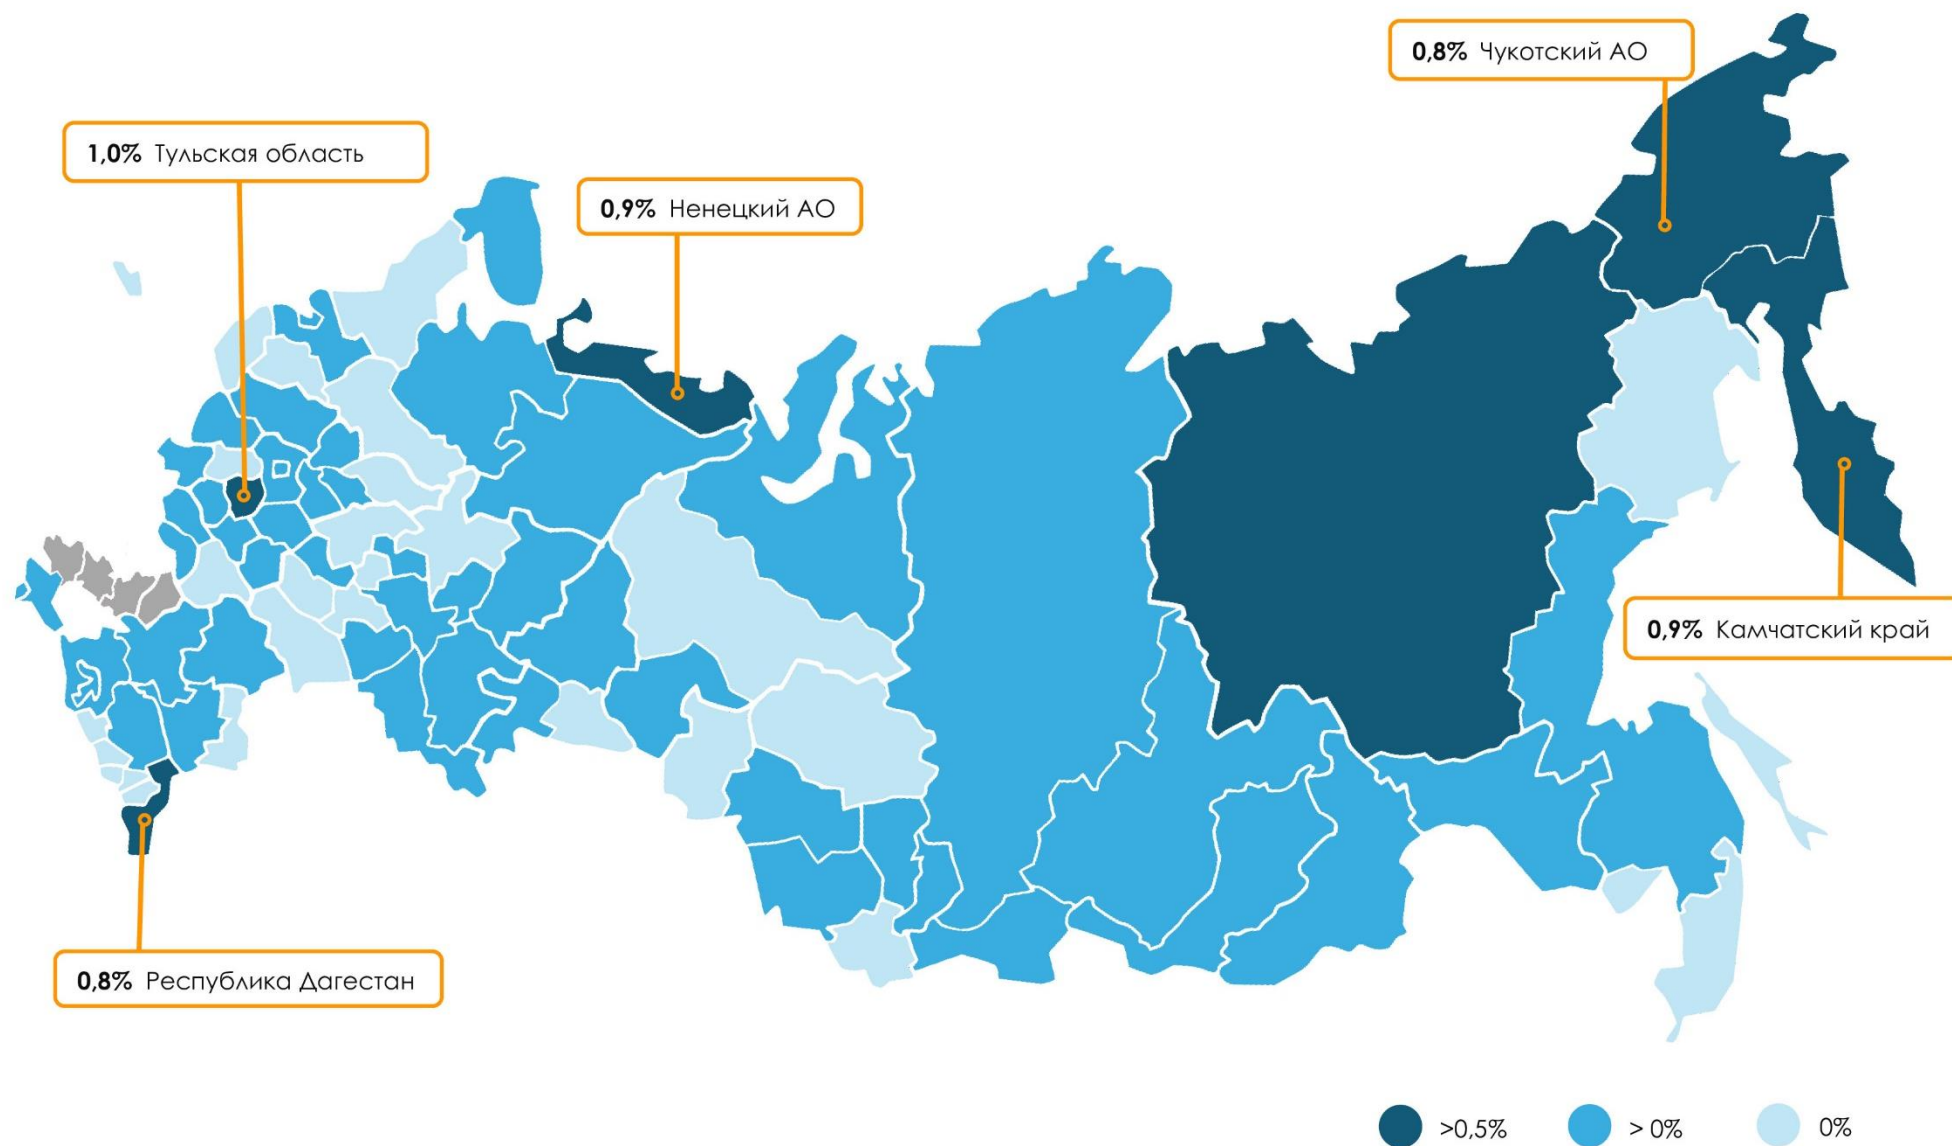 0,8% Чукотский АО
1,0% Тульская область
0,9% Ненецкий АО
0,9% Камчатский край
0,8% Республика Дагестан
>0,5%
> 0%
0%